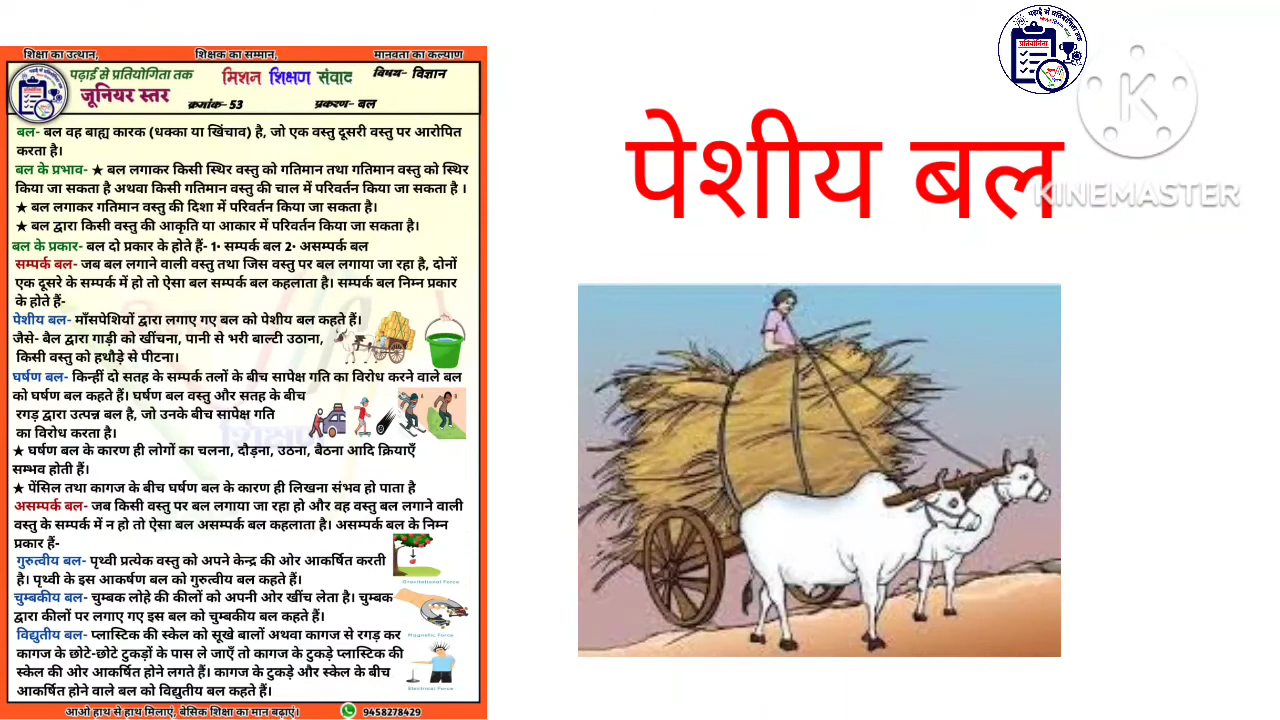 शिक्षा का उत्थान, शिक्षक का सम्मान, मानवता का कल्याण
पढ़ाई से प्रतियोगिता तक
मिशन शिक्षण संवाद
विषय- विज्ञान
जूनियर स्तर
क्रमांक- 53
प्रकरण- बल
बल- बल वह बाह्य कारक (धक्का या खिंचाव) है, जो एक वस्तु दूसरी वस्तु पर आरोपित
करता है।
बल के प्रभाव- ★ बल लगाकर किसी स्थिर वस्तु को गतिमान तथा गतिमान वस्तु को स्थिर
किया जा सकता है अथवा किसी गतिमान वस्तु की चाल में परिवर्तन किया जा सकता है ।
★ बल लगाकर गतिमान वस्तु की दिशा में परिवर्तन किया जा सकता है।
★ बल द्वारा किसी वस्तु की आकृति या आकार में परिवर्तन किया जा सकता है।
बल के प्रकार- बल दो प्रकार के होते हैं- 1• सम्पर्क बल 2• असम्पर्क बल
सम्पर्क बल- जब बल लगाने वाली वस्तु तथा जिस वस्तु पर बल लगाया जा रहा है, दोनों
एक दूसरे के सम्पर्क में हो तो ऐसा बल सम्पर्क बल कहलाता है। सम्पर्क बल निम्न प्रकार
के होते हैं-
पेशीय बल- माँसपेशियों द्वारा लगाए गए बल को पेशीय बल कहते हैं।
जैसे- बैल द्वारा गाड़ी को खींचना, पानी से भरी बाल्टी उठाना,
किसी वस्तु को हथौड़े से पीटना।
घर्षण बल- किन्हीं दो सतह के सम्पर्क तलों के बीच सापेक्ष गति का विरोध करने वाले बल
को घर्षण बल कहते हैं। घर्षण बल वस्तु और सतह के बीच
रगड़ द्वारा उत्पन्न बल है, जो उनके बीच सापेक्ष गति
का विरोध करता है।
★ घर्षण बल के कारण ही लोगों का चलना, दौड़ना, उठना, बैठना आदि क्रियाएँ
सम्भव होती हैं।
★ पेंसिल तथा कागज के बीच घर्षण बल के कारण ही लिखना संभव हो पाता है
असम्पर्क बल- जब किसी वस्तु पर बल लगाया जा रहा हो और वह वस्तु बल लगाने वाली
वस्तु के सम्पर्क में न हो तो ऐसा बल असम्पर्क बल कहलाता है। असम्पर्क बल के निम्न
प्रकार हैं-
गुरुत्वीय बल- पृथ्वी प्रत्येक वस्तु को अपने केन्द्र की ओर आकर्षित करती
है। पृथ्वी के इस आकर्षण बल को गुरुत्वीय बल कहते हैं।
Gravitational Force
चुम्बकीय बल- चुम्बक लोहे की कीलों को अपनी ओर खींच लेता है। चुम्बक
द्वारा कीलों पर लगाए गए इस बल को चुम्बकीय बल कहते हैं।
Magnetic Force
विद्युतीय बल- प्लास्टिक की स्केल को सूखे बालों अथवा कागज से रगड़ कर
कागज के छोटे-छोटे टुकड़ों के पास ले जाएँ तो कागज के टुकड़े प्लास्टिक की
स्केल की ओर आकर्षित होने लगते हैं। कागज के टुकड़े और स्केल के बीच
आकर्षित होने वाले बल को विद्युतीय बल कहते हैं।
Electrical Force
आओ हाथ से हाथ मिलाएं, बेसिक शिक्षा का मान बढ़ाएं। 9458278429
पढ़ाई से प्रतियोगिता तक
प्रतियोगिता
पेशीय बल
KINEMASTER